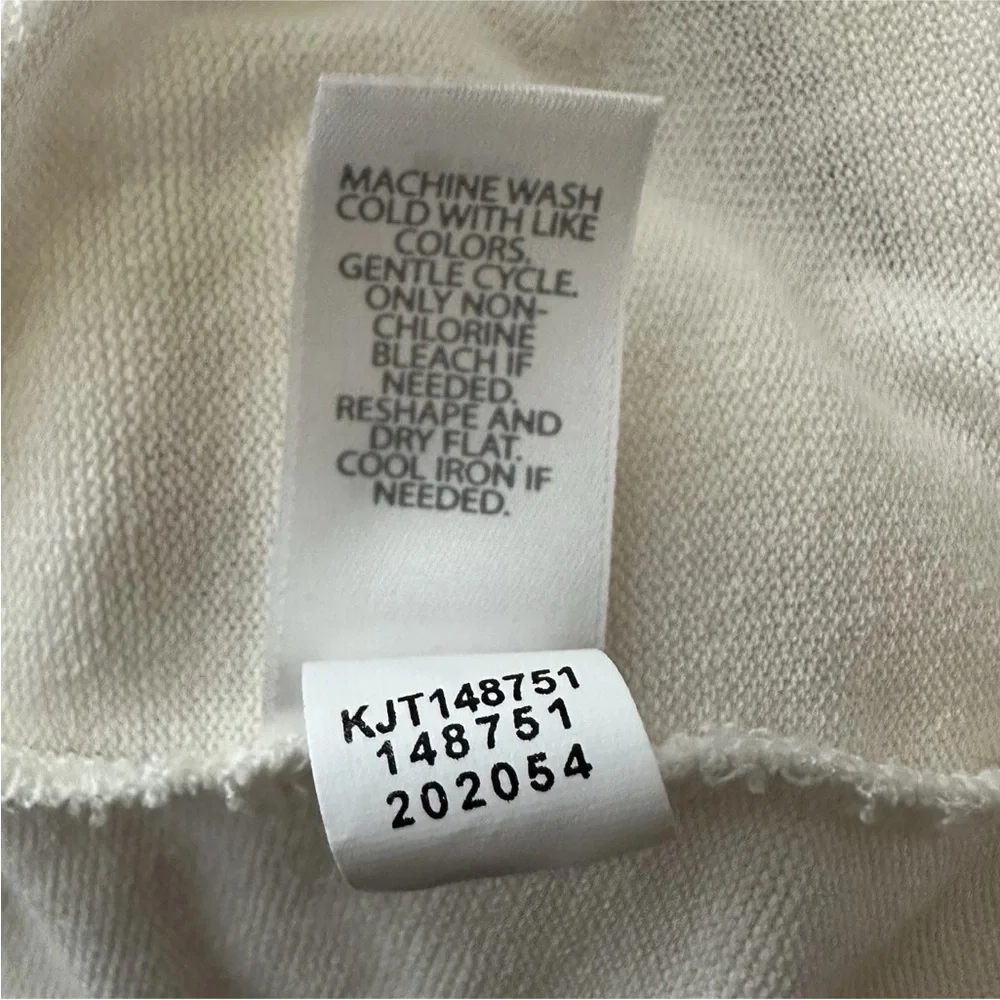 MACHINE WASH
COLD WITH LIKE
COLORS.
GENTLE CYCLE.
ONLY NON-
CHLORINE
BLEACH IF
NEEDED.
RESHAPE AND
DRY FLAT.
COOL IRON IF
NEEDED.
KJT148751
148751
202054